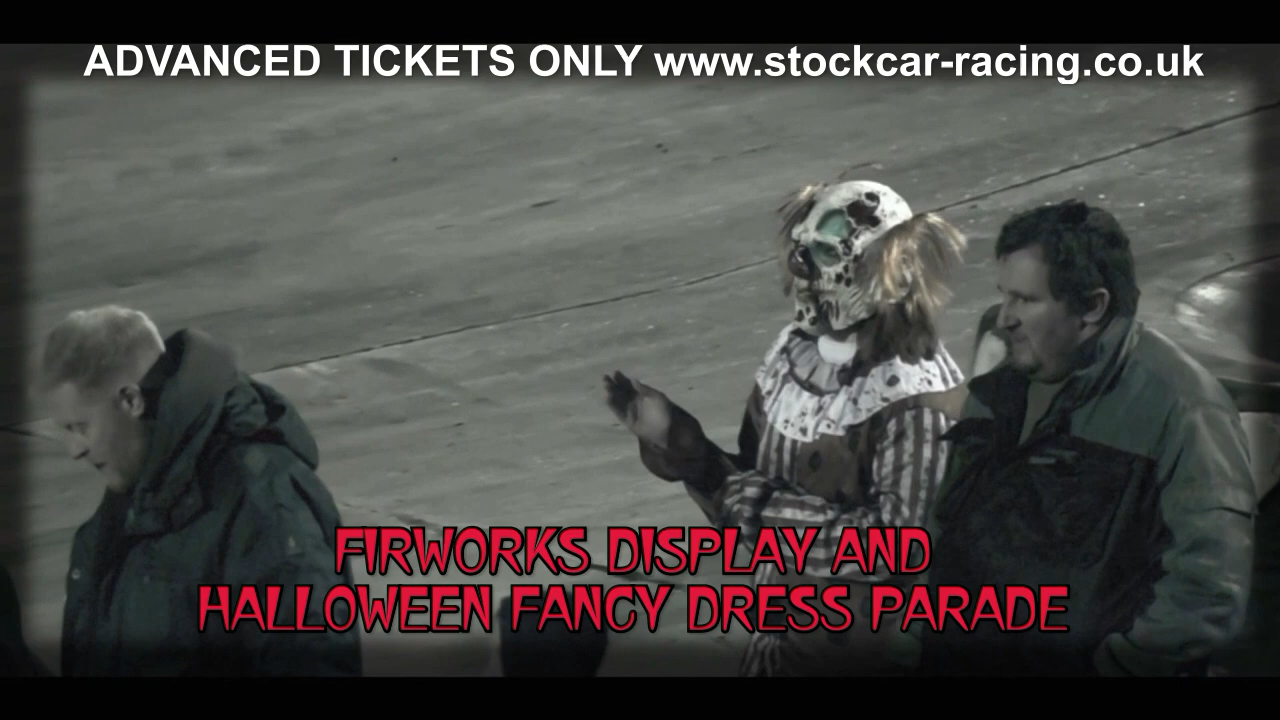 ADVANCED TICKETS ONLY www.stockcar-racing.co.uk
FIRWORKS DISPLAY AND
HALLOWEEN FANCY DRESS PARADE